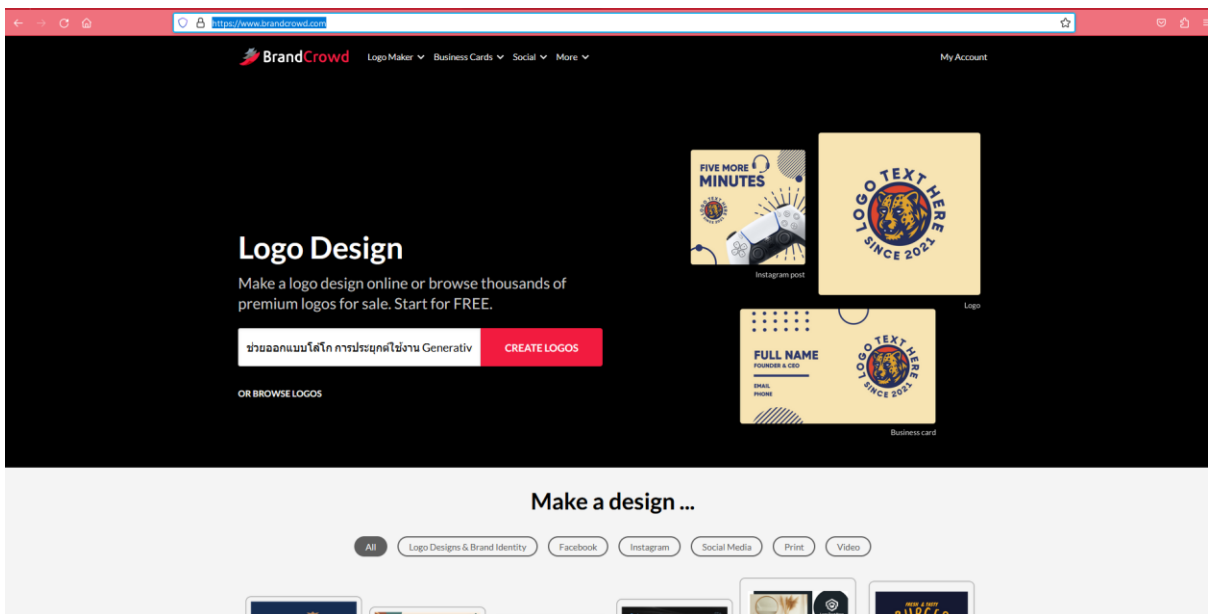 https://www.brandcrowd.com
BrandCrowd Logo Maker Business Cards Social More My Account
FIVE MORE
MINUTES
Instagram post
LOGO TEXT HERE
SINCE 2021
Logo
Logo Design
Make a logo design online or browse thousands of
premium logos for sale. Start for FREE.
ช่วยออกแบบโลโก การประยุกต์ใช้งาน Generativ CREATE LOGOS
OR BROWSE LOGOS
FULL NAME
FOUNDER & CEO
EMAIL
PHONE
LOGO TEXT HERE
SINCE 2021
Business card
Make a design ...
All Logo Designs & Brand Identity Facebook Instagram Social Media Print Video